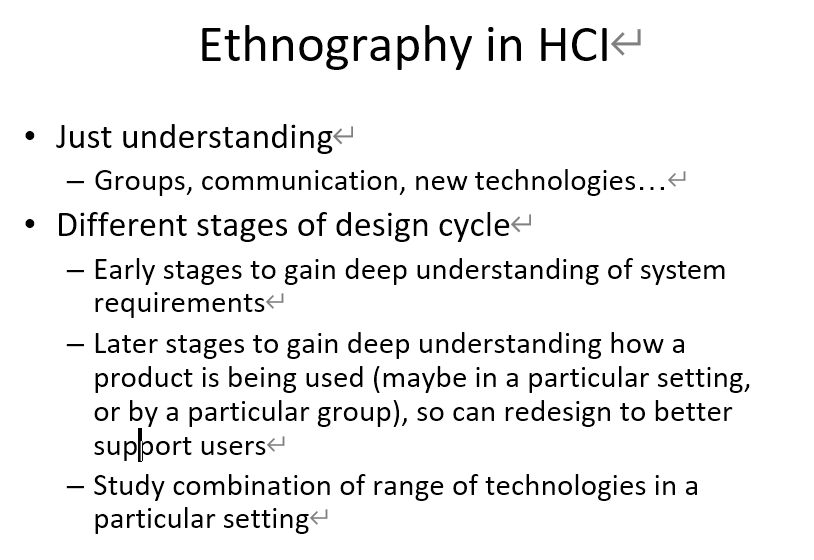 Ethnography in HCI↵
• Just understanding↵
– Groups, communication, new technologies…↵
• Different stages of design cycle↵
– Early stages to gain deep understanding of system
requirements↵
– Later stages to gain deep understanding how a
product is being used (maybe in a particular setting,
or by a particular group), so can redesign to better
support users↵
– Study combination of range of technologies in a
particular setting↵